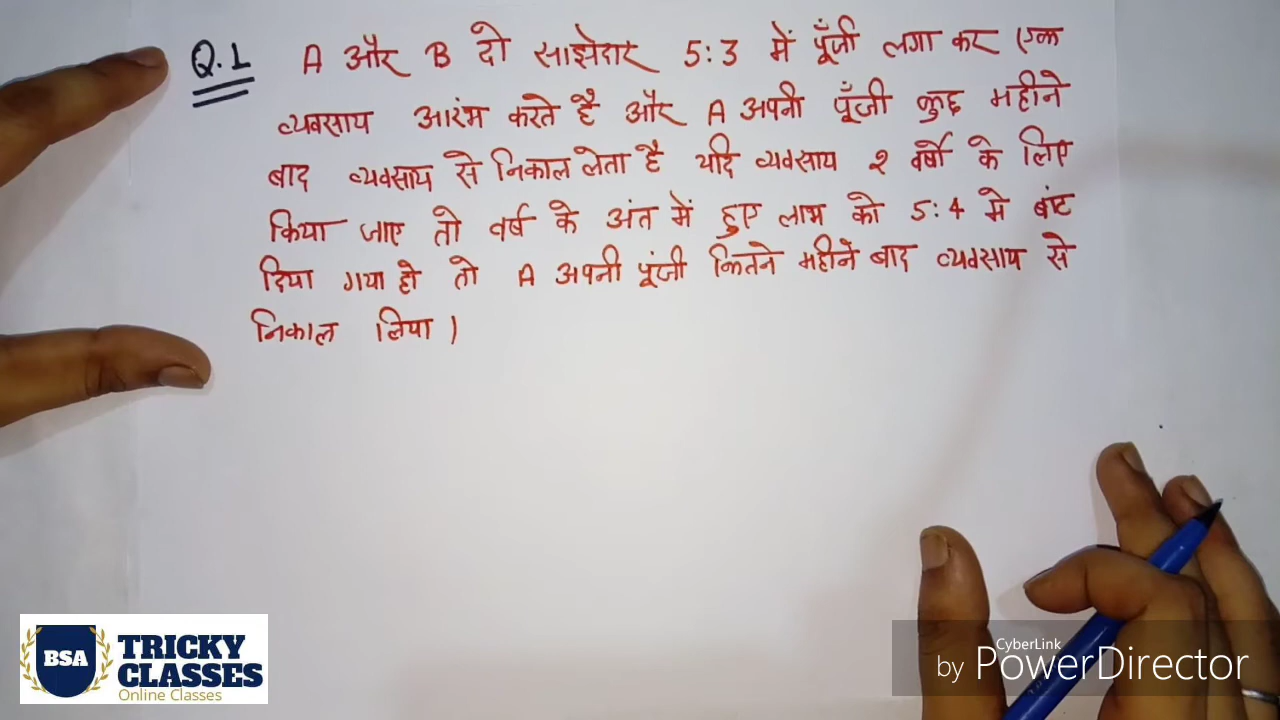 Q.1 A और B दो साझेदार 5:3 में पूँजी लगा कर एक
व्यवसाय आरंभ करते है और A अपनी पूँजी कुछ महीने
बाद व्यवसाय से निकाल लेता है यदि व्यवसाय 2 वर्षो के लिए
किया जाए तो वर्ष के अंत में हुए लाभ को 5:4 मे बांट
दिया गया हो तो A अपनी पूंजी कितने महीने बाद व्यवसाय से
निकाल लिया।
BSA TRICKY
CLASSES
Online Classes
CyberLink
by PowerDirector